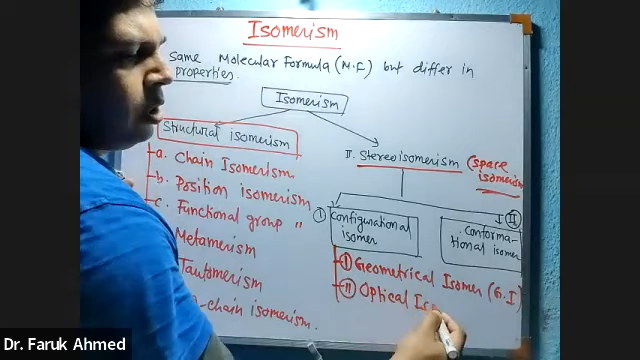 Isomerism
same Molecular Formula (M.F) but differ in
properties.
Isomerism
Structural isomerism
a. Chain Isomerism
b. Position isomerism
c. Functional group "
Metamerism
Tautomerism
-chain isomerism.
II. Stereoisomerism (space
isomerism
I Configurational
isomer
I II
Conforma-
tional isomer
I Geometrical Isomer (G.I)
II Optical Iso
Dr. Faruk Ahmed